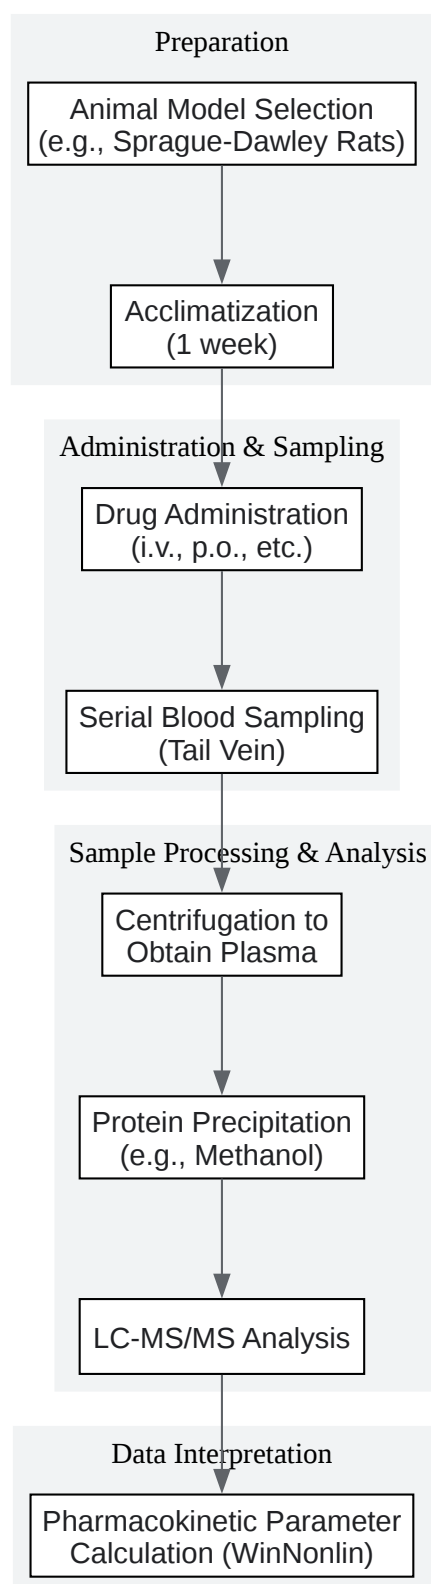 Preparation
Animal Model Selection
(e.g., Sprague-Dawley Rats)
Acclimatization
(1 week)
Administration & Sampling
Drug Administration
(i.v., p.o., etc.)
Serial Blood Sampling
(Tail Vein)
Sample Processing & Analysis
Centrifugation to
Obtain Plasma
Protein Precipitation
(e.g., Methanol)
LC-MS/MS Analysis
Data Interpretation
Pharmacokinetic Parameter
Calculation (WinNonlin)